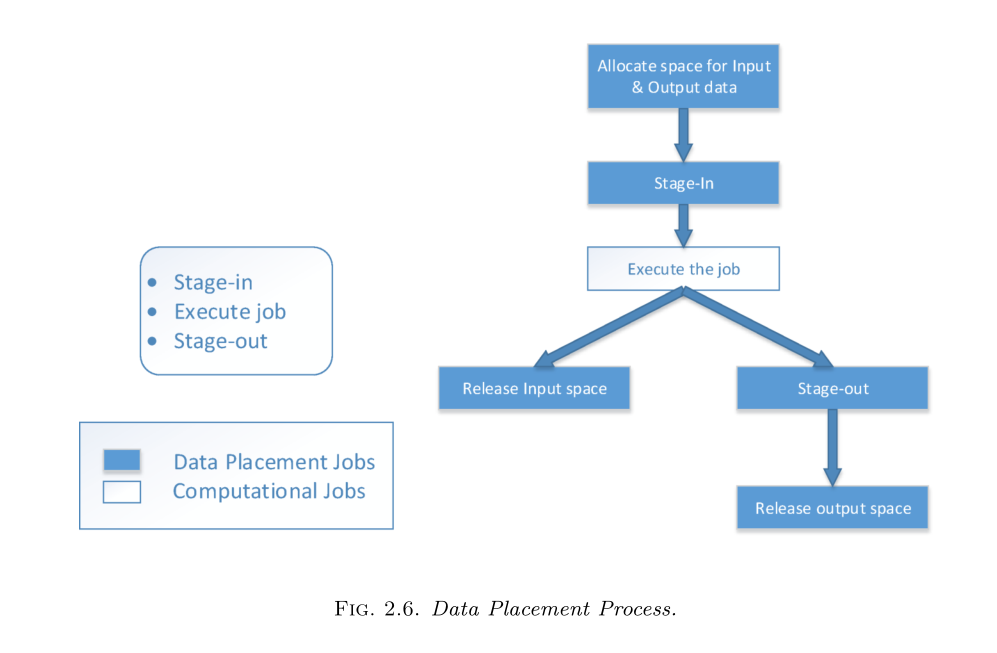 Allocate space for Input
& Output data
Stage-In
Execute the job
Release Input space
Stage-out
Release output space
• Stage-in
• Execute job
• Stage-out
Data Placement Jobs
Computational Jobs
FIG. 2.6. Data Placement Process.